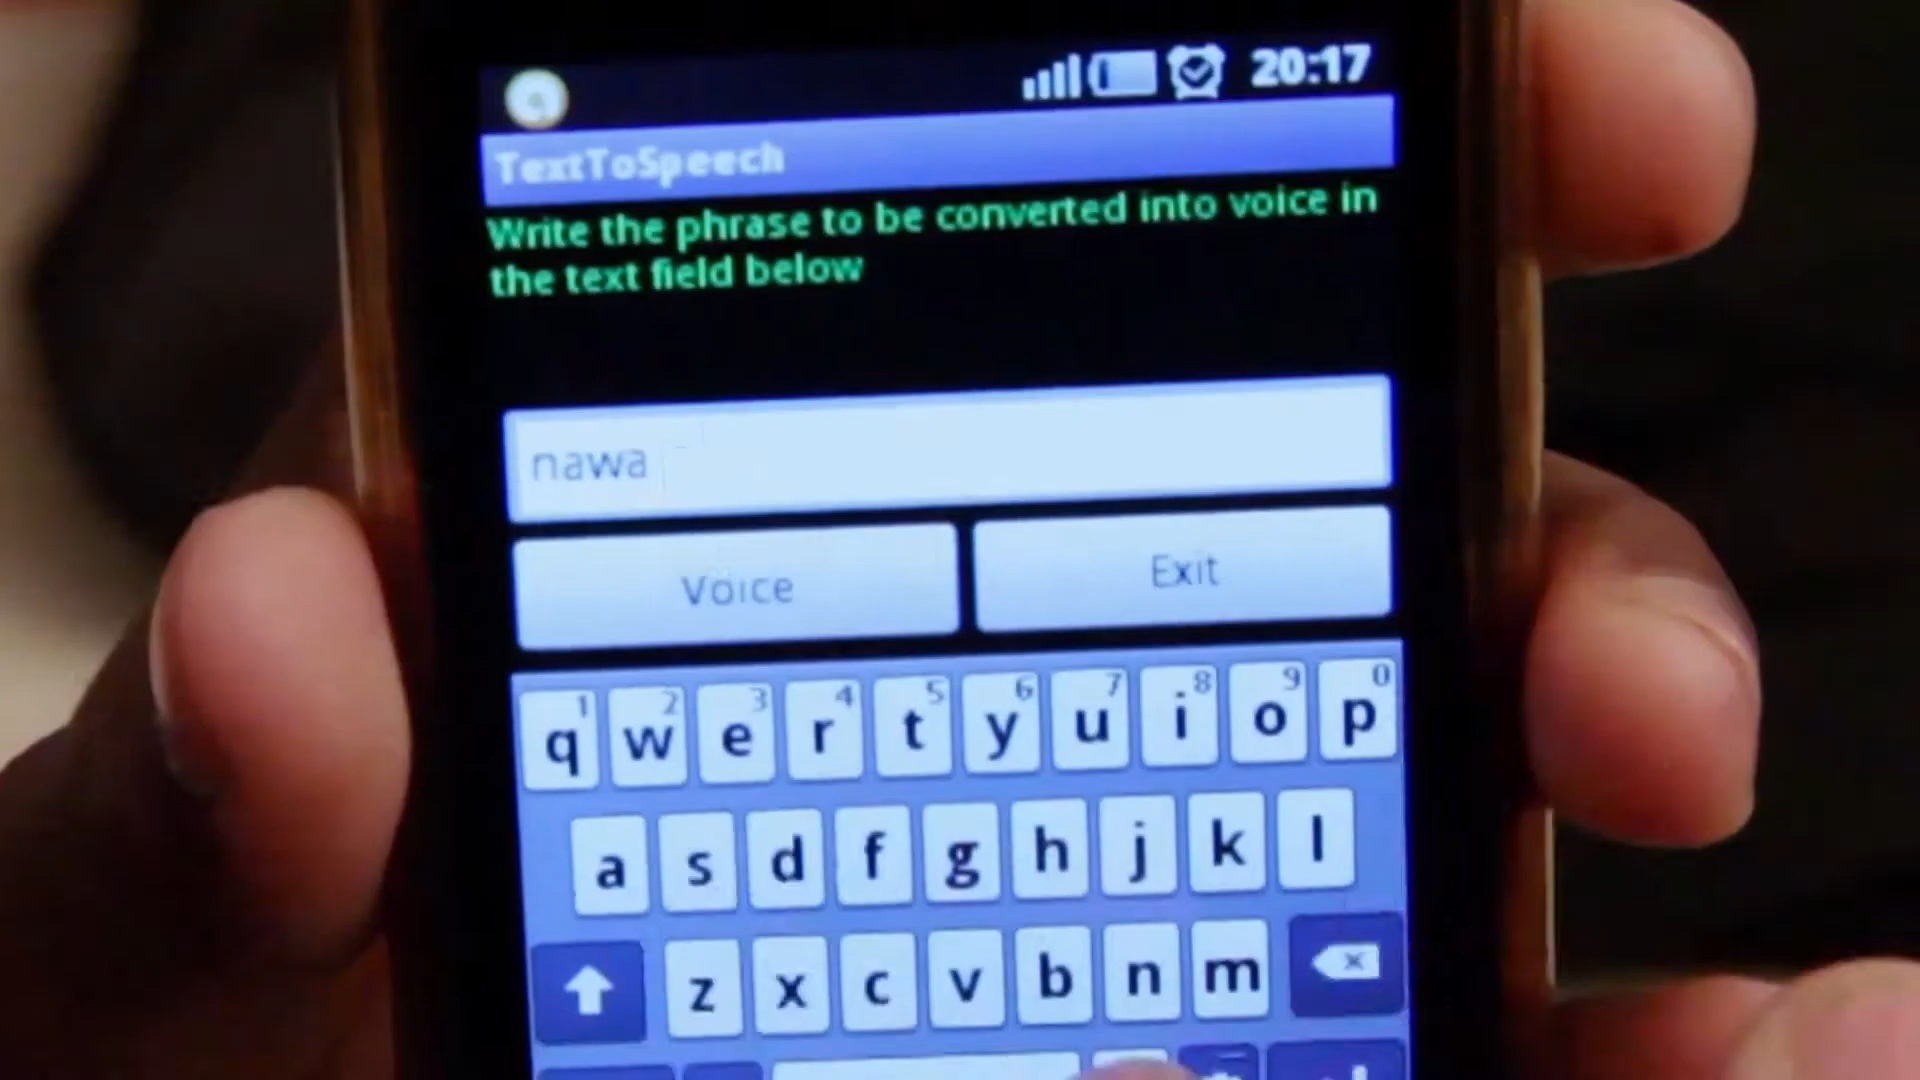 20:17
TextToSpeech
Write the phrase to be converted into voice in
the text field below
nawa
Voice Exit
1 2 3 4 5 6 7 8 9 0
q w e r t y u i o p
a s d f g h j k l
z x c v b n m